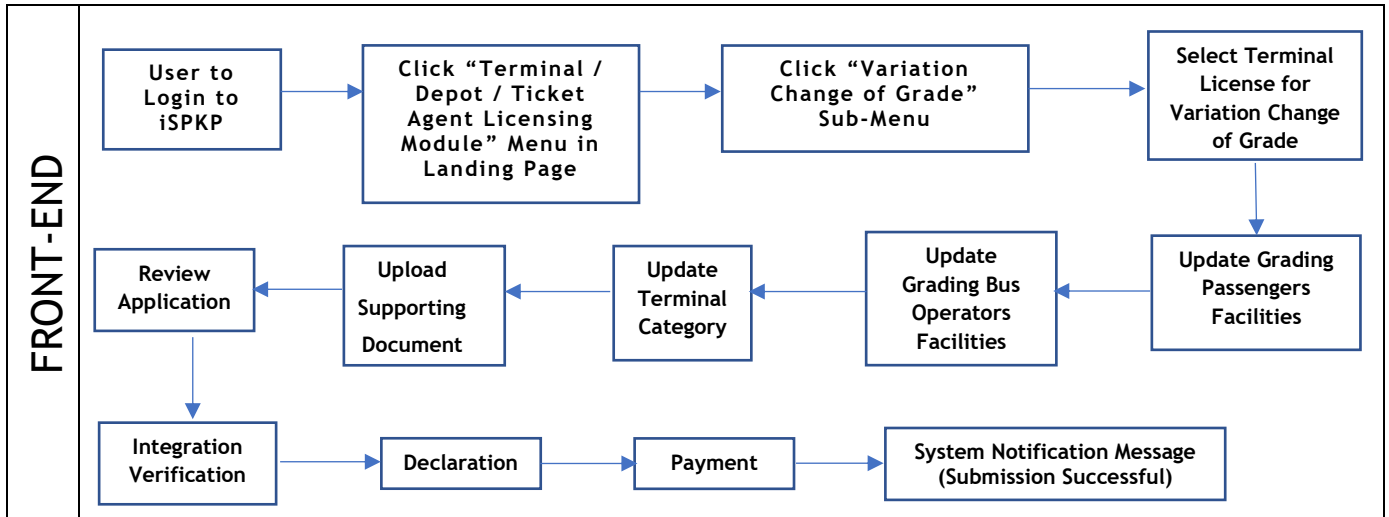 FRONT-END
User to
Login to
iSPKP
Click “Terminal /
Depot / Ticket
Agent Licensing
Module” Menu in
Landing Page
Click “Variation
Change of Grade”
Sub-Menu
Select Terminal
License for
Variation Change
of Grade
Update Grading
Passengers
Facilities
Update
Grading Bus
Operators
Facilities
Update
Terminal
Category
Upload
Supporting
Document
Review
Application
Integration
Verification
Declaration
Payment
System Notification Message
(Submission Successful)